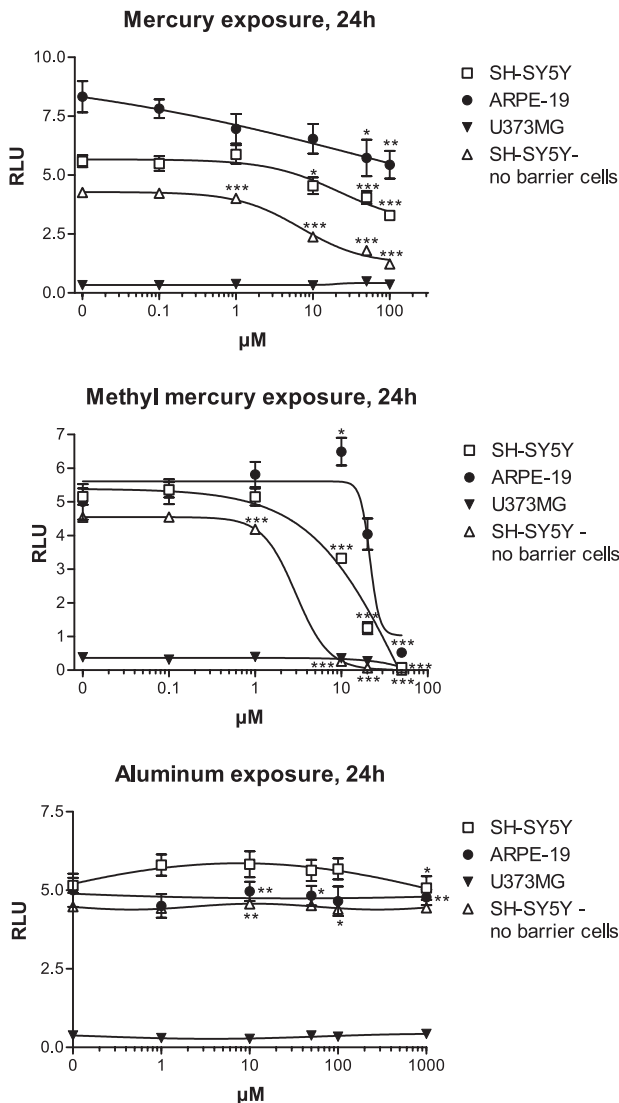 Mercury exposure, 24h
10.0
7.5
5.0
2.5
0.0
RLU
* **
* *** ***
*** *** *** ***
0 0.1 1 10 100
µM
SH-SY5Y
ARPE-19
U373MG
SH-SY5Y-
no barrier cells
Methyl mercury exposure, 24h
7
6
5
4
3
2
1
0
RLU
*
*** ***
*** ***
*** *** *** ***
0 0.1 1 10 100
µM
SH-SY5Y
ARPE-19
U373MG
SH-SY5Y -
no barrier cells
Aluminum exposure, 24h
7.5
5.0
2.5
0.0
RLU
*
** * **
** *
0 1 10 100 1000
µM
SH-SY5Y
ARPE-19
U373MG
SH-SY5Y -
no barrier cells